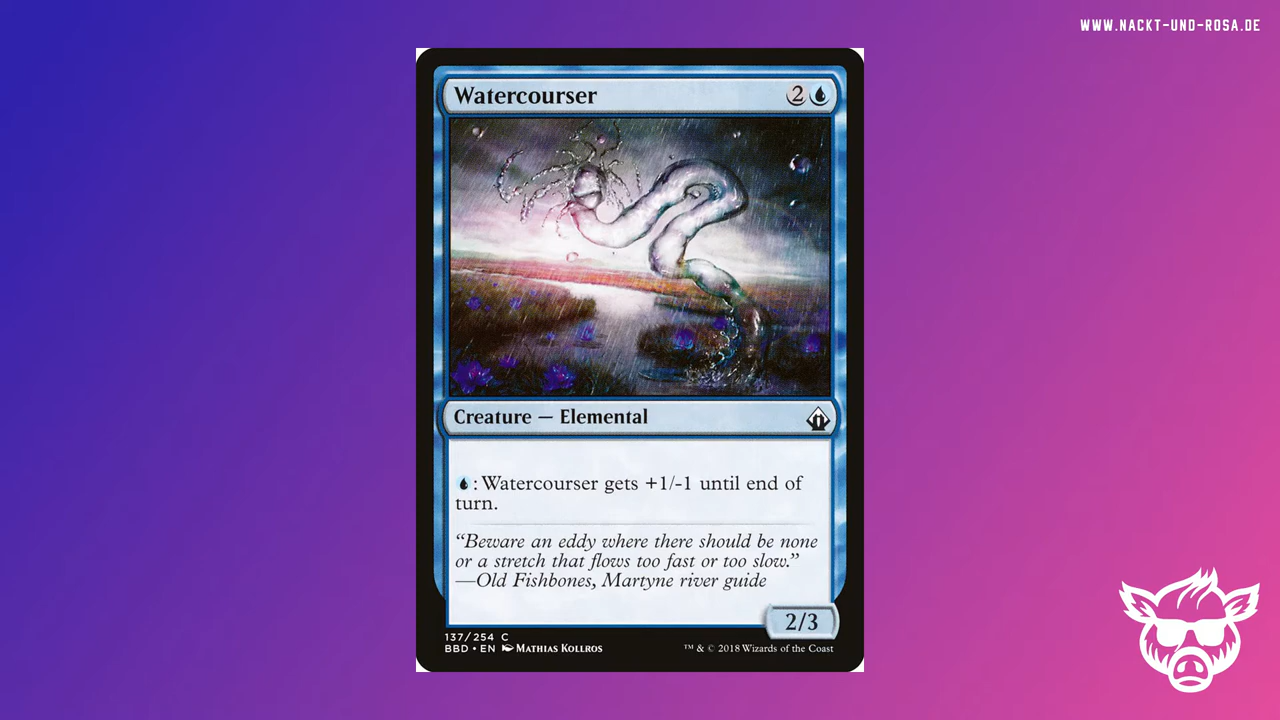 WWW.NACKT-UND-ROSA.DE
Watercourser 2
Creature — Elemental
: Watercourser gets +1/-1 until end of
turn.
“Beware an eddy where there should be none
or a stretch that flows too fast or too slow.”
—Old Fishbones, Martyne river guide
2/3
137/254 C
BBD • EN Mathias Kollros
™ & © 2018 Wizards of the Coast